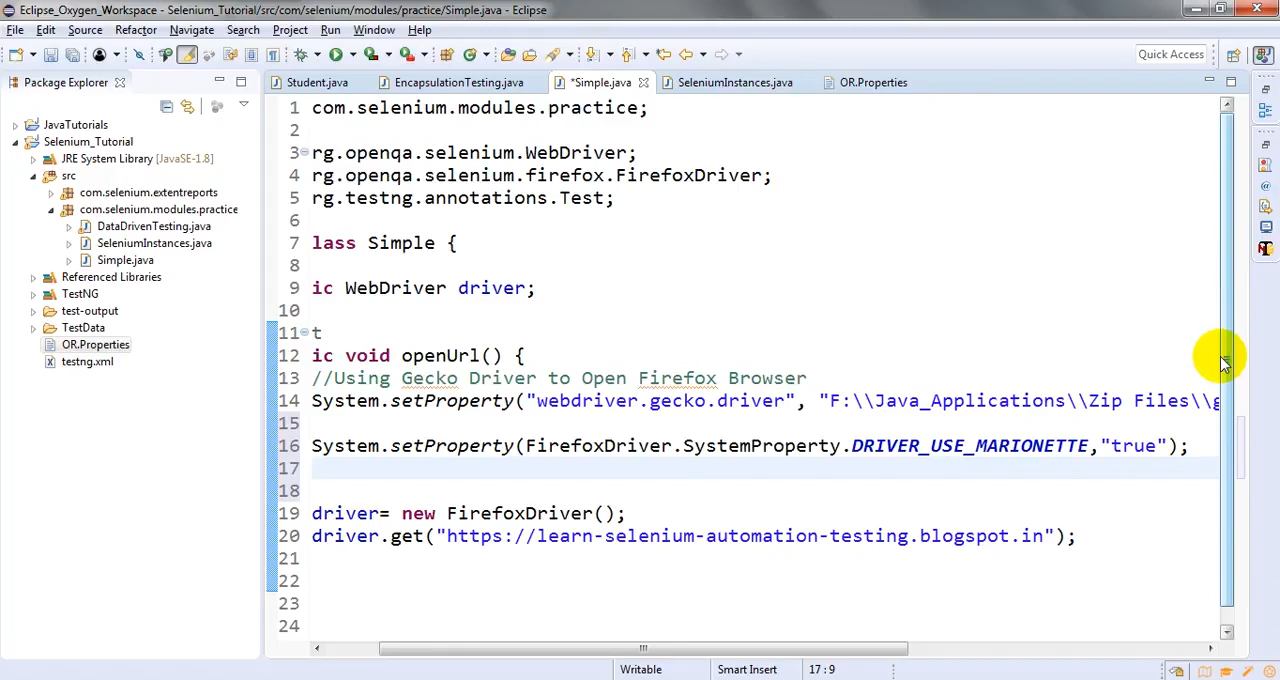 Eclipse_Oxygen_Workspace - Selenium_Tutorial/src/com/selenium/modules/practice/Simple.java - Eclipse
File Edit Source Refactor Navigate Search Project Run Window Help
Quick Access
Package Explorer
Student.java EncapsulationTesting.java *Simple.java SeleniumInstances.java OR.Properties
JavaTutorials
Selenium_Tutorial
JRE System Library [JavaSE-1.8]
src
com.selenium.extentreports
com.selenium.modules.practice
DataDrivenTesting.java
SeleniumInstances.java
Simple.java
Referenced Libraries
TestNG
test-output
TestData
OR.Properties
testng.xml
1 com.selenium.modules.practice;
2
3 rg.openqa.selenium.WebDriver;
4 rg.openqa.selenium.firefox.FirefoxDriver;
5 rg.testng.annotations.Test;
6
7 lass Simple {
8
9 ic WebDriver driver;
10
11 t
12 ic void openUrl() {
13 //Using Gecko Driver to Open Firefox Browser
14 System.setProperty("webdriver.gecko.driver", "F:\\Java_Applications\\Zip Files\\g
15
16 System.setProperty(FirefoxDriver.SystemProperty.DRIVER_USE_MARIONETTE,"true");
17
18
19 driver= new FirefoxDriver();
20 driver.get("https://learn-selenium-automation-testing.blogspot.in");
21
22
23
24
Writable Smart Insert 17 : 9